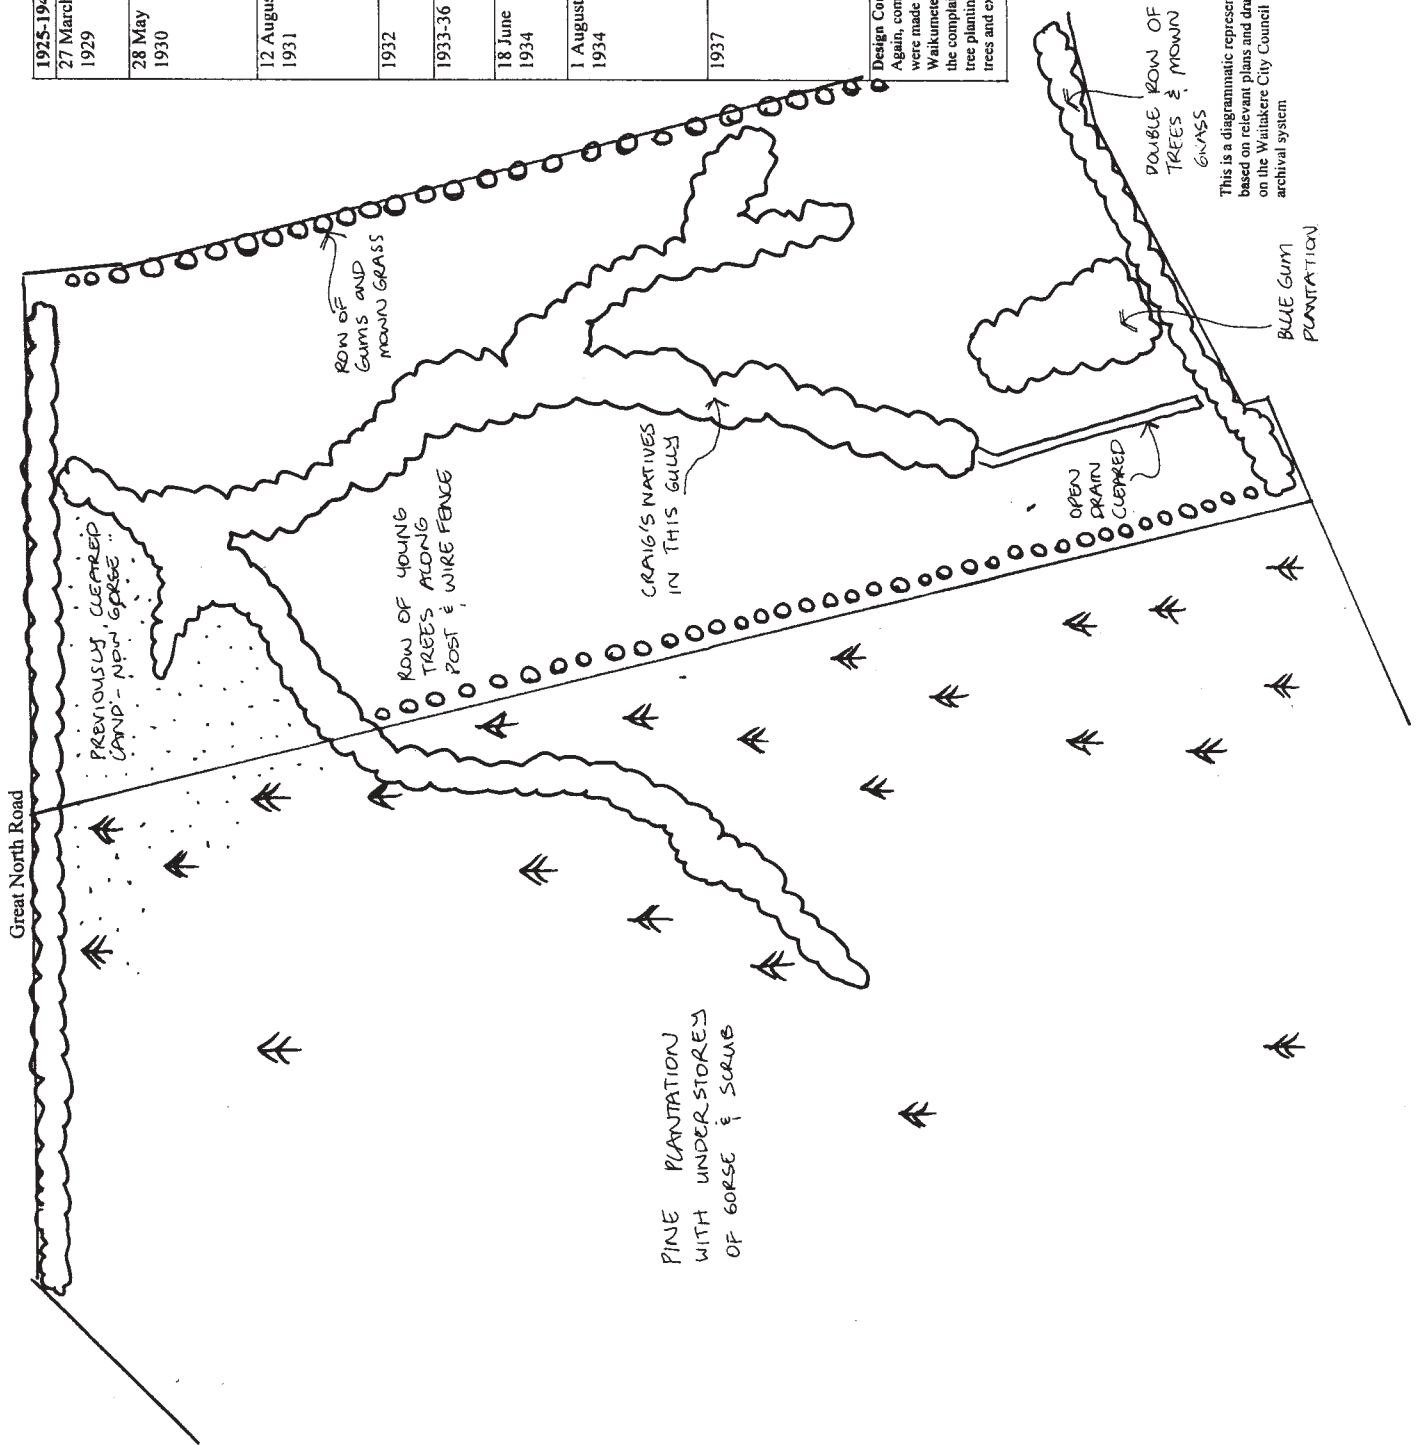 Great North Road
PREVIOUSLY CLEARED
LAND - NOW GORSE
ROW OF
GUMS AND
MOWN GRASS
ROW OF YOUNG
TREES ALONG
POST & WIRE FENCE
CRAIG'S NATIVES
IN THIS GULLY
PINE PLANTATION
WITH UNDERSTOREY
OF GORSE & SCRUB
OPEN
DRAIN
CLEARED
BLUE GUM
PLANTATION
DOUBLE ROW OF
TREES & MOWN
GRASS
This is a diagrammatic represen
based on relevant plans and dra
on the Waitakere City Council
archival system
1925-194
27 March
1929
28 May
1930
12 Augus
1931
1932
1933-36
18 June
1934
1 August
1934
1937
Design Co
Again, com
were made
Waikumete
the complai
tree plantin
trees and ex